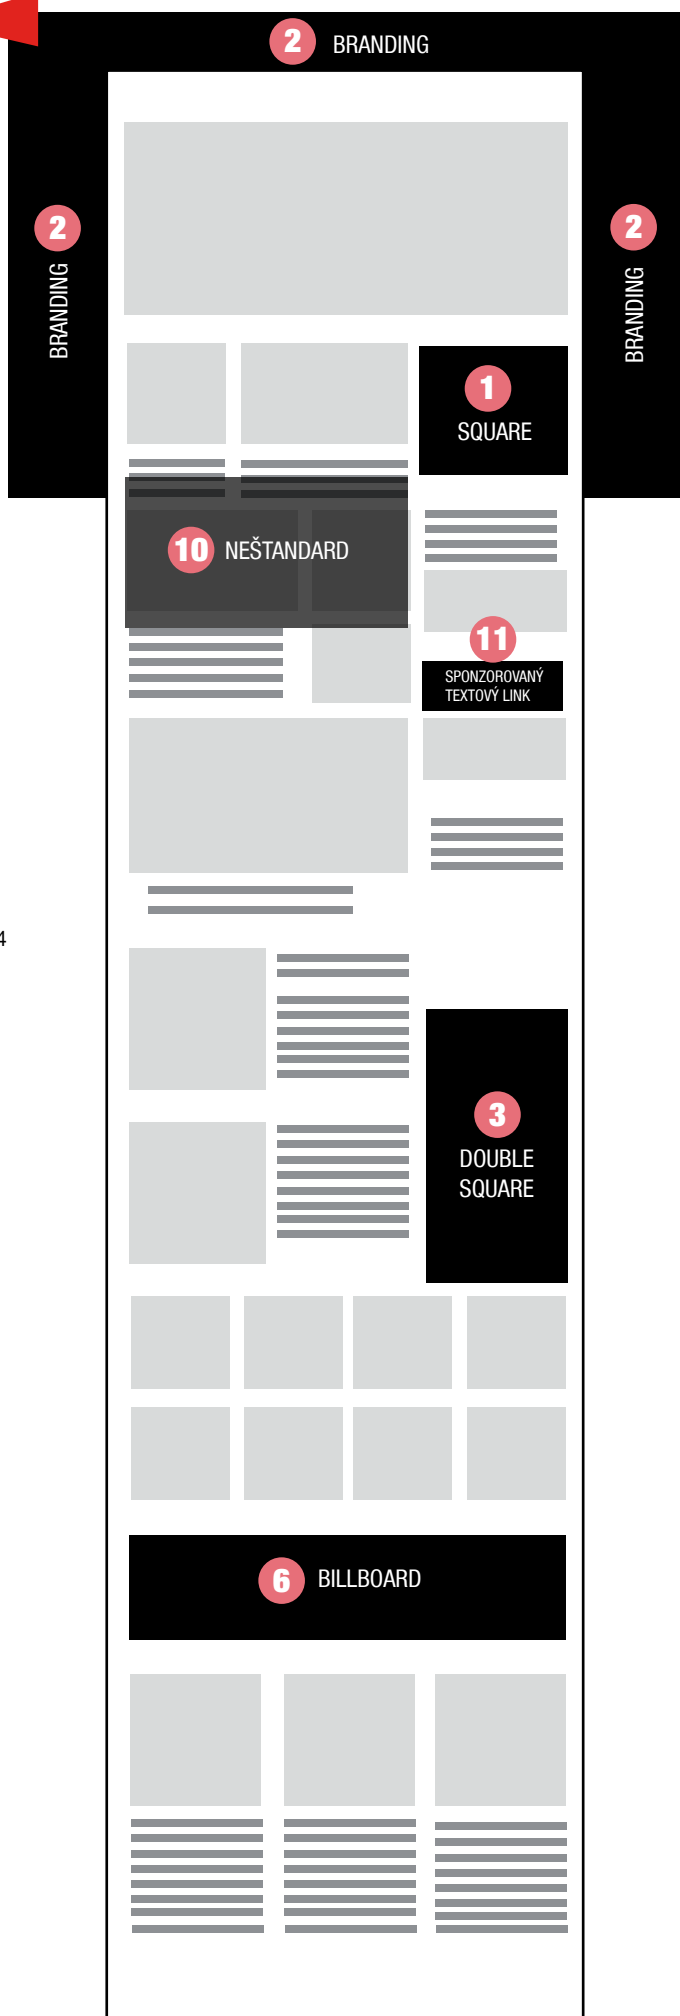 2 BRANDING
2
BRANDING
2
BRANDING
1
SQUARE
10 NEŠTANDARD
11
SPONZOROVANÝ
TEXTOVÝ LINK
4
3
DOUBLE
SQUARE
6 BILLBOARD